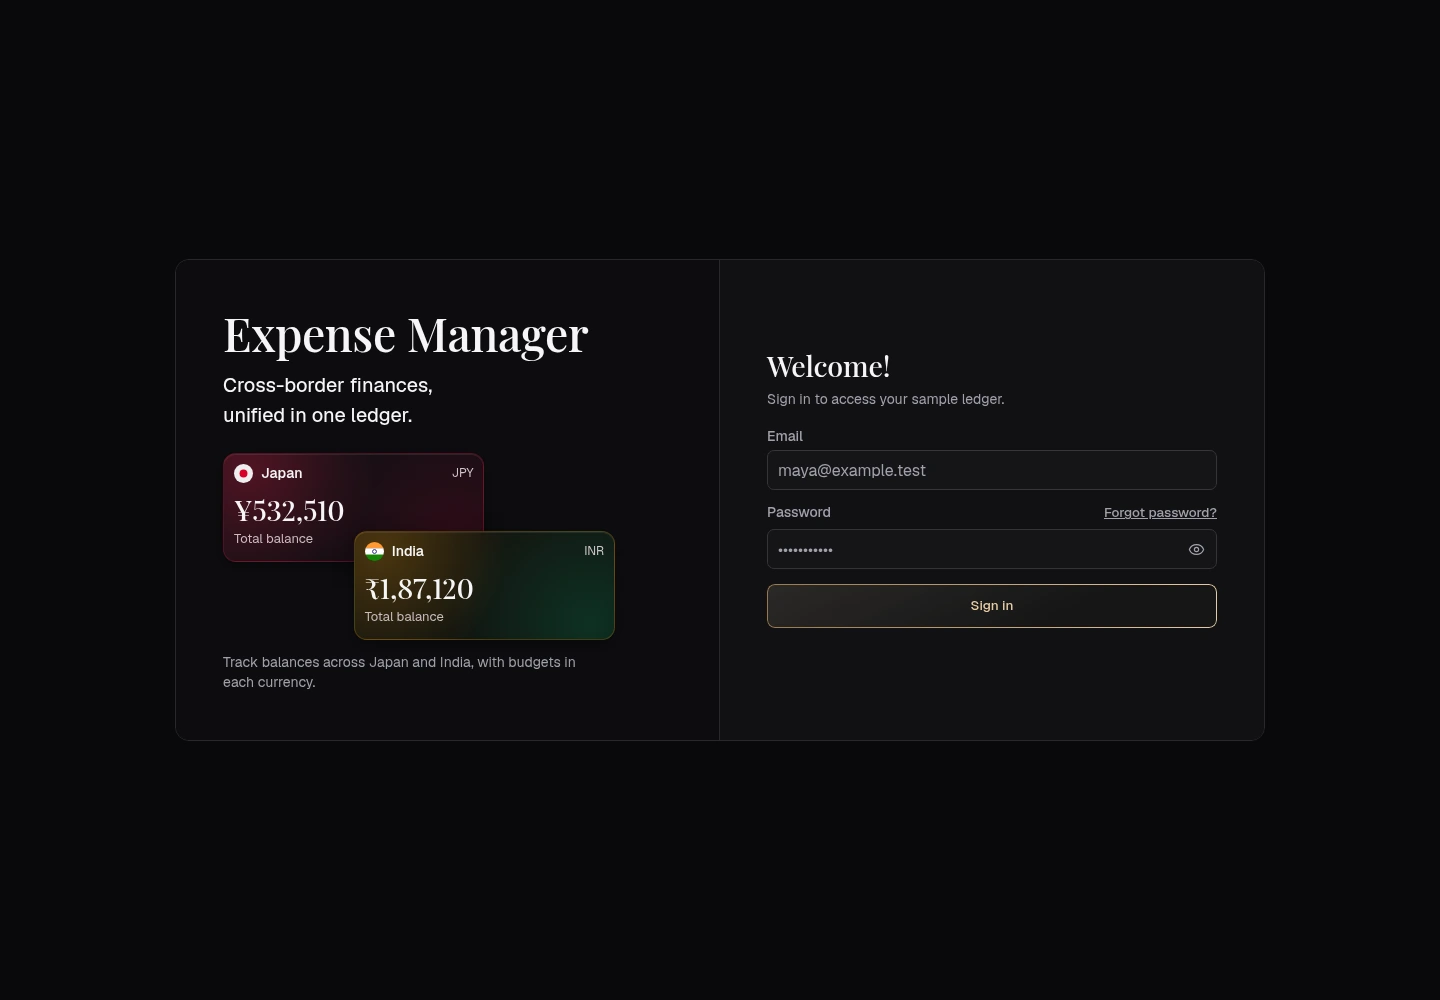 Expense Manager
Cross-border finances,
unified in one ledger.
Japan JPY
¥532,510
Total balance
India INR
₹1,87,120
Total balance
Track balances across Japan and India, with budgets in
each currency.
Welcome!
Sign in to access your sample ledger.
Email
maya@example.test
Password Forgot password?
•••••••••••
Sign in